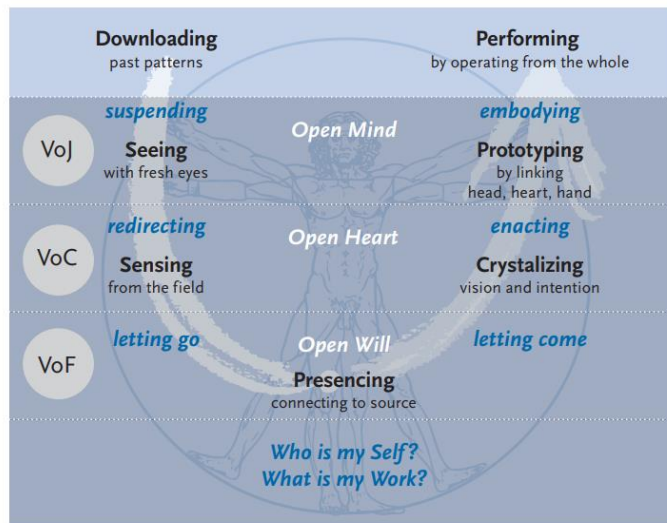 Downloading
past patterns
Performing
by operating from the whole
suspending
Open Mind
embodying
VoJ
Seeing
with fresh eyes
Prototyping
by linking
head, heart, hand
redirecting
Open Heart
enacting
VoC
Sensing
from the field
Crystalizing
vision and intention
letting go
Open Will
letting come
VoF
Presencing
connecting to source
Who is my Self?
What is my Work?